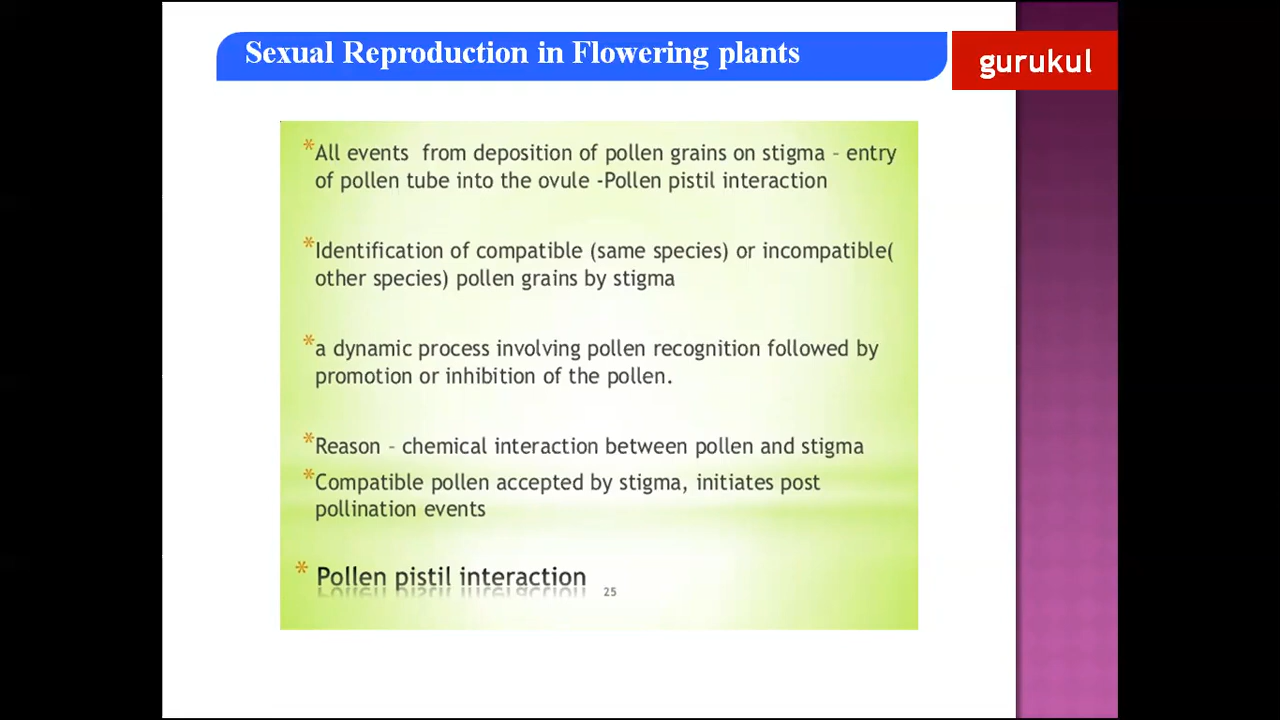 Sexual Reproduction in Flowering plants
gurukul
*All events from deposition of pollen grains on stigma – entry
of pollen tube into the ovule -Pollen pistil interaction
*Identification of compatible (same species) or incompatible(
other species) pollen grains by stigma
*a dynamic process involving pollen recognition followed by
promotion or inhibition of the pollen.
*Reason – chemical interaction between pollen and stigma
*Compatible pollen accepted by stigma, initiates post
pollination events
* Pollen pistil interaction
25